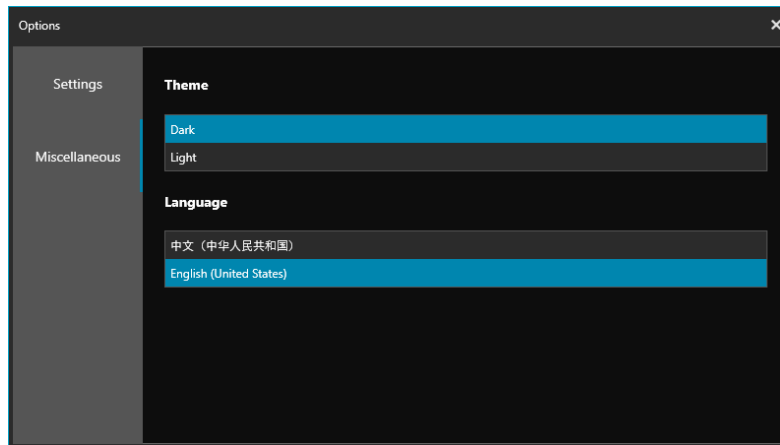 Options
Settings
Miscellaneous
Theme
Dark
Light
Language
中文（中华人民共和国）
English (United States)